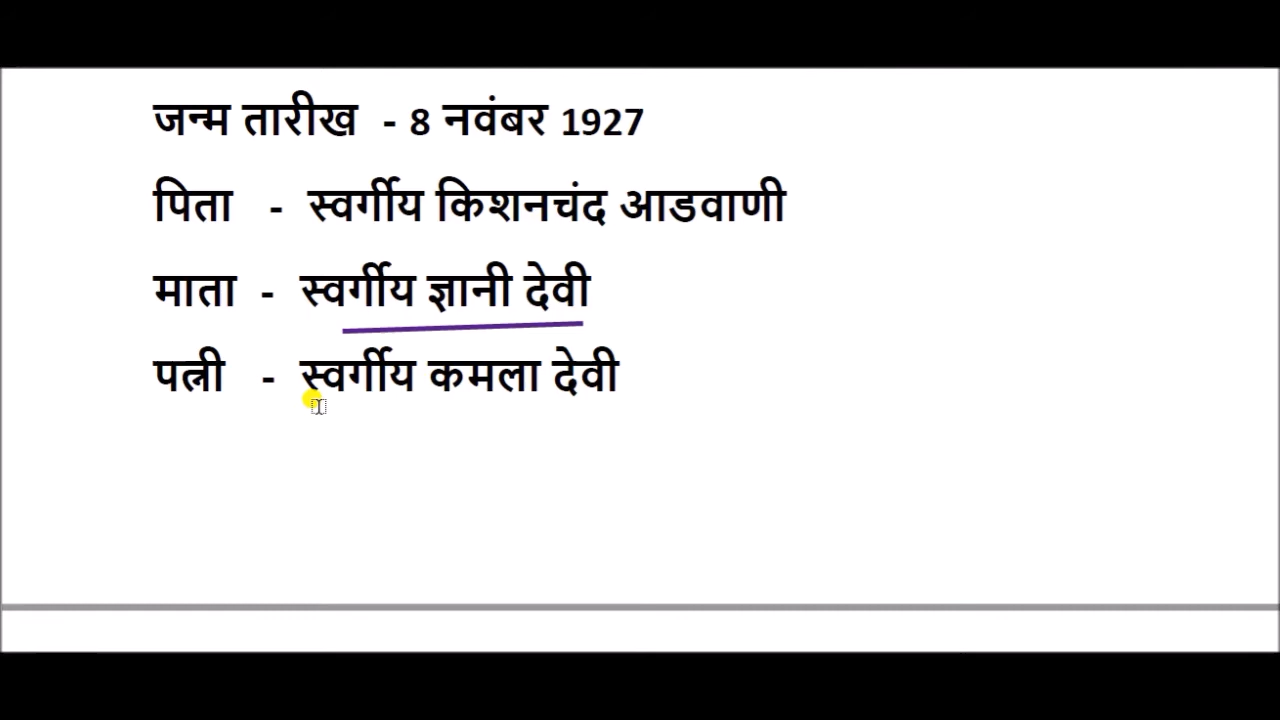 जन्म तारीख - 8 नवंबर 1927
पिता - स्वर्गीय किशनचंद आडवाणी
माता - स्वर्गीय ज्ञानी देवी
पत्नी - स्वर्गीय कमला देवी